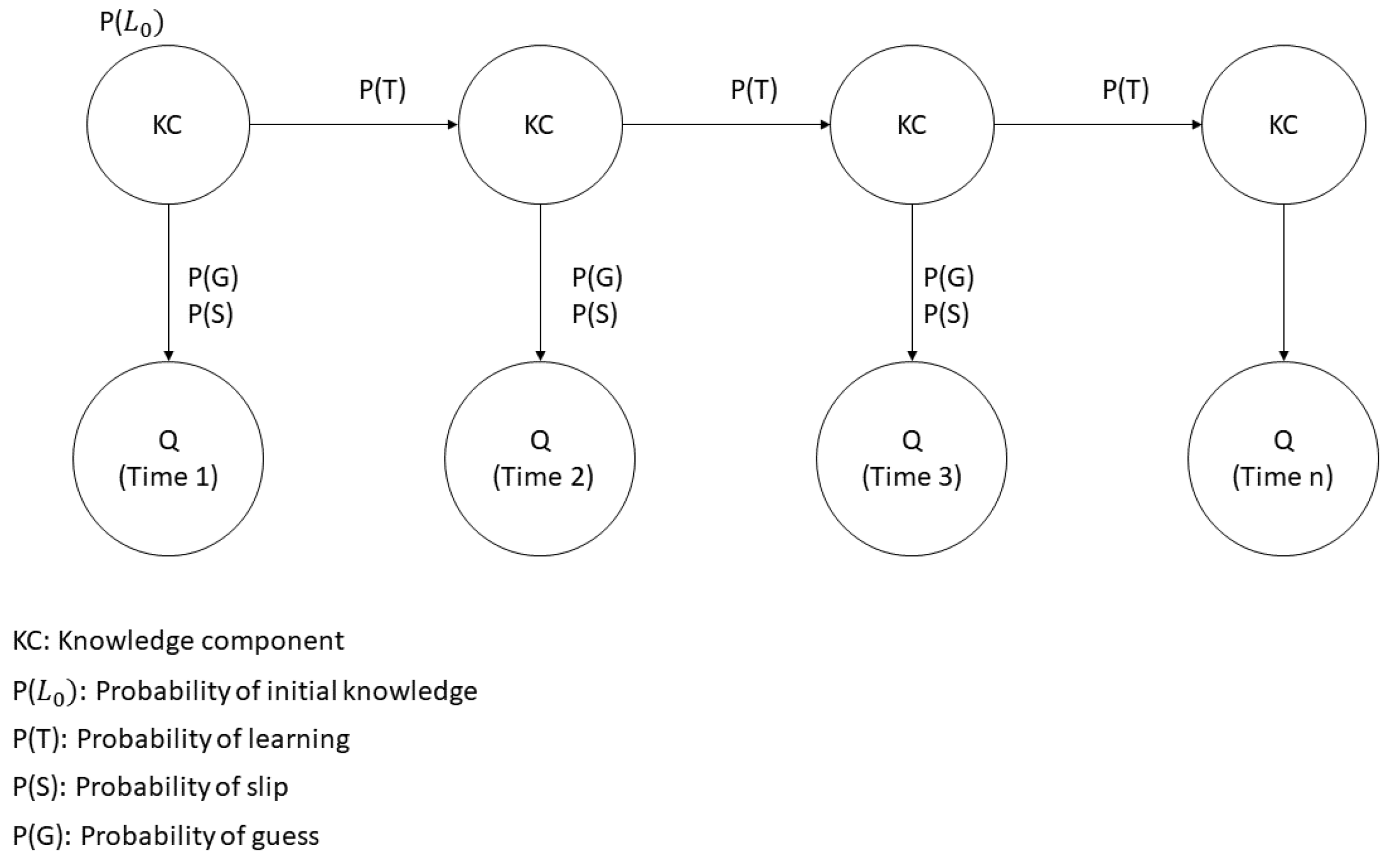 P(L₀)
P(T)
P(T)
P(T)
KC
KC
KC
KC
P(G)
P(S)
P(G)
P(S)
P(G)
P(S)
Q
(Time 1)
Q
(Time 2)
Q
(Time 3)
Q
(Time n)
KC: Knowledge component
P(L₀): Probability of initial knowledge
P(T): Probability of learning
P(S): Probability of slip
P(G): Probability of guess